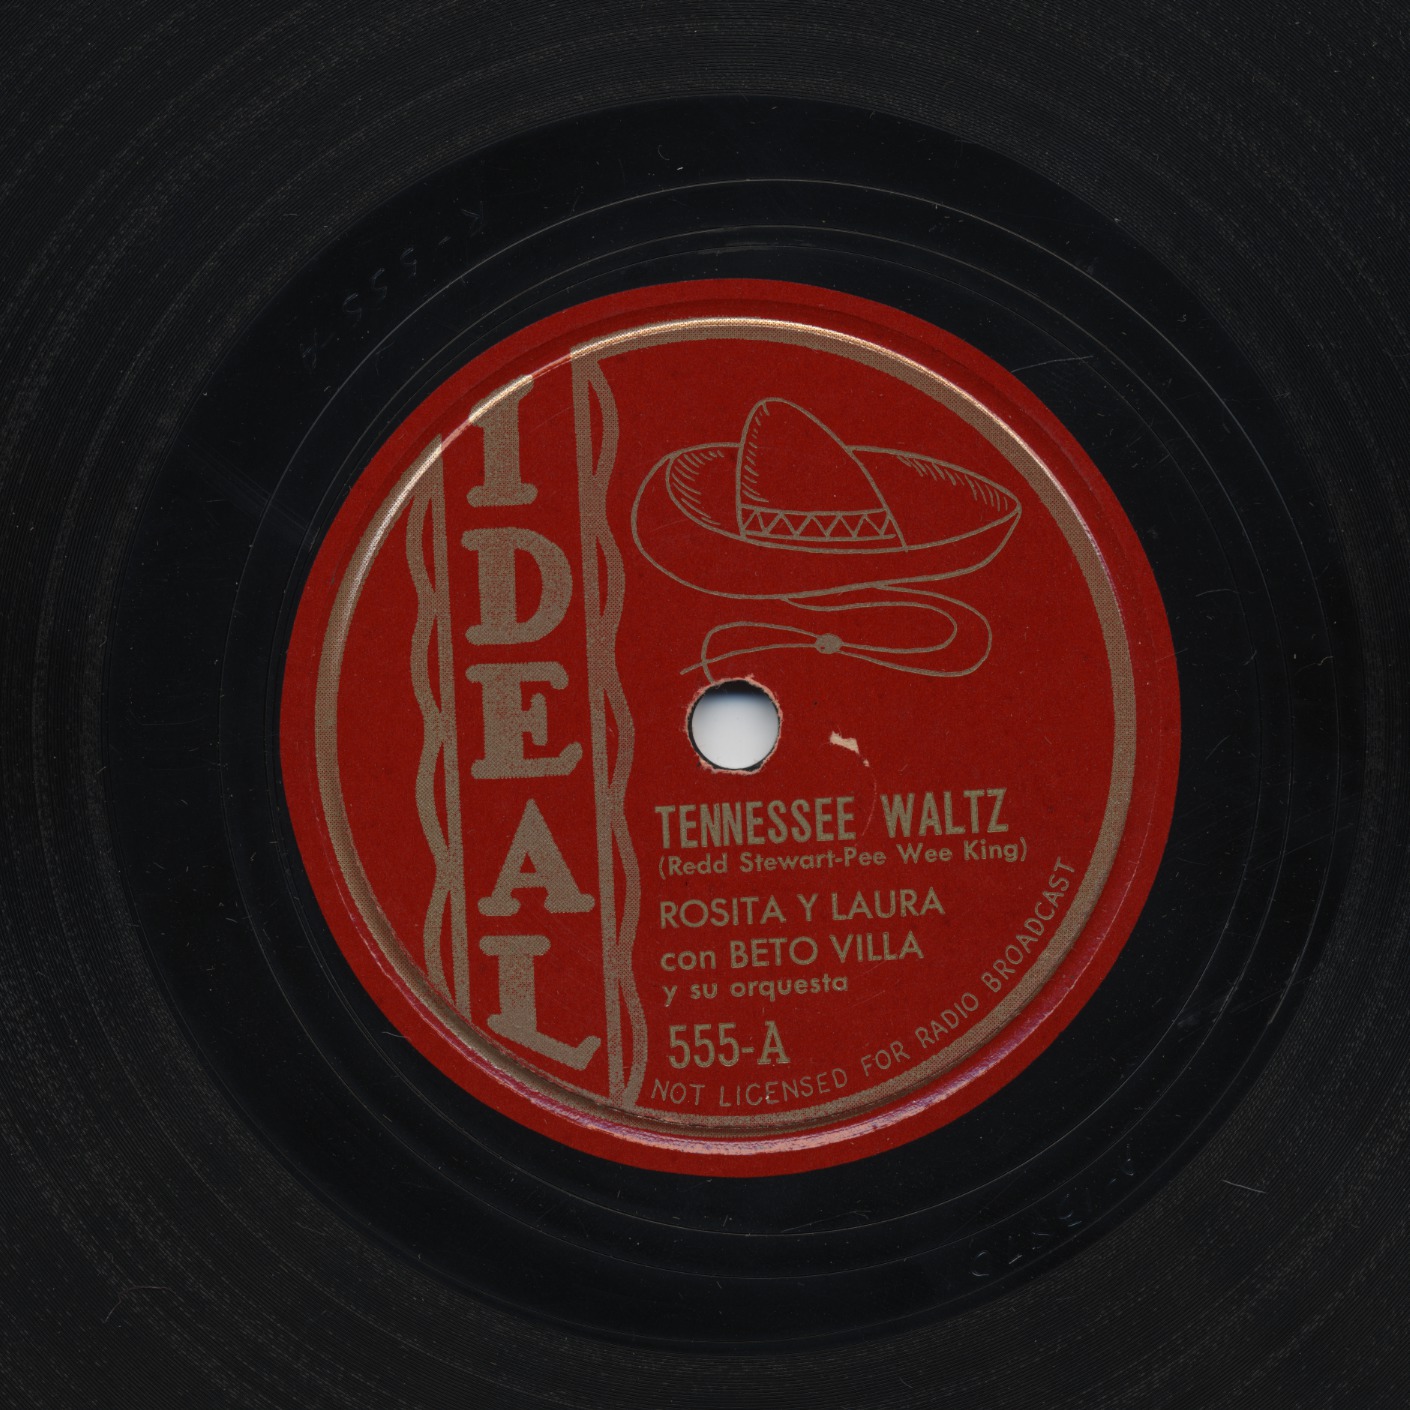 IDEAL
TENNESSEE WALTZ
(Redd Stewart-Pee Wee King)
ROSITA Y LAURA
con BETO VILLA
y su orquesta
555-A
NOT LICENSED FOR RADIO BROADCAST